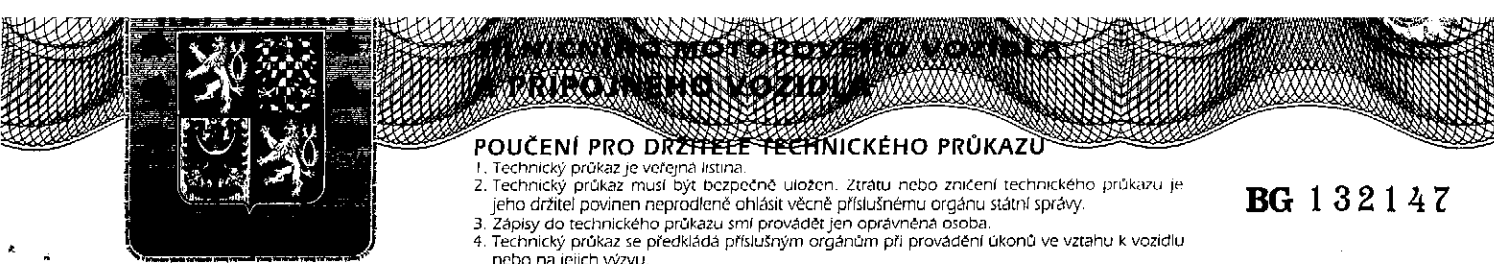 SILNIČNÍHO MOTOROVÉHO VOZIDLA
A PŘÍPOJNÉHO VOZIDLA
POUČENÍ PRO DRŽITELE TECHNICKÉHO PRŮKAZU
1. Technický průkaz je veřejná listina.
2. Technický průkaz musí být bezpečně uložen. Ztrátu nebo zničení technického průkazu je
jeho držitel povinen neprodleně ohlásit věcně příslušnému orgánu státní správy.
3. Zápisy do technického průkazu smí provádět jen oprávněná osoba.
4. Technický průkaz se předkládá příslušným orgánům při provádění úkonů ve vztahu k vozidlu
nebo na jejich výzvu.
BG 132147